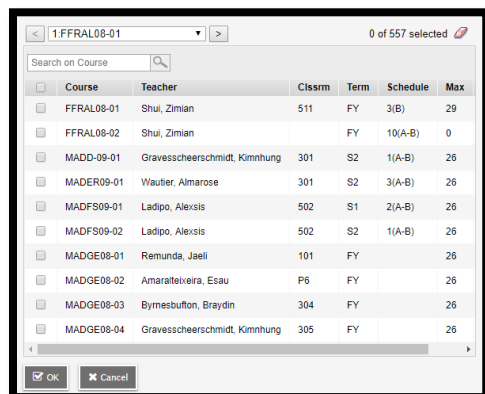 < 1:FFRAL08-01 > 0 of 557 selected
Search on Course
Course Teacher Clssrm Term Schedule Max
FFRAL08-01 Shui, Zimian 511 FY 3(B) 29
FFRAL08-02 Shui, Zimian FY 10(A-B) 0
MADD-09-01 Gravesscheerschmidt, Kimnhung 301 S2 1(A-B) 26
MADER09-01 Wautier, Almarose 301 S2 3(A-B) 26
MADFS09-01 Ladipo, Alexsis 502 S1 2(A-B) 26
MADFS09-02 Ladipo, Alexsis 502 S2 1(A-B) 26
MADGE08-01 Remunda, Jaeli 101 FY 26
MADGE08-02 Amaralteixeira, Esau P6 FY 26
MADGE08-03 Byrnesbufton, Braydin 304 FY 26
MADGE08-04 Gravesscheerschmidt, Kimnhung 305 FY 26
OK Cancel